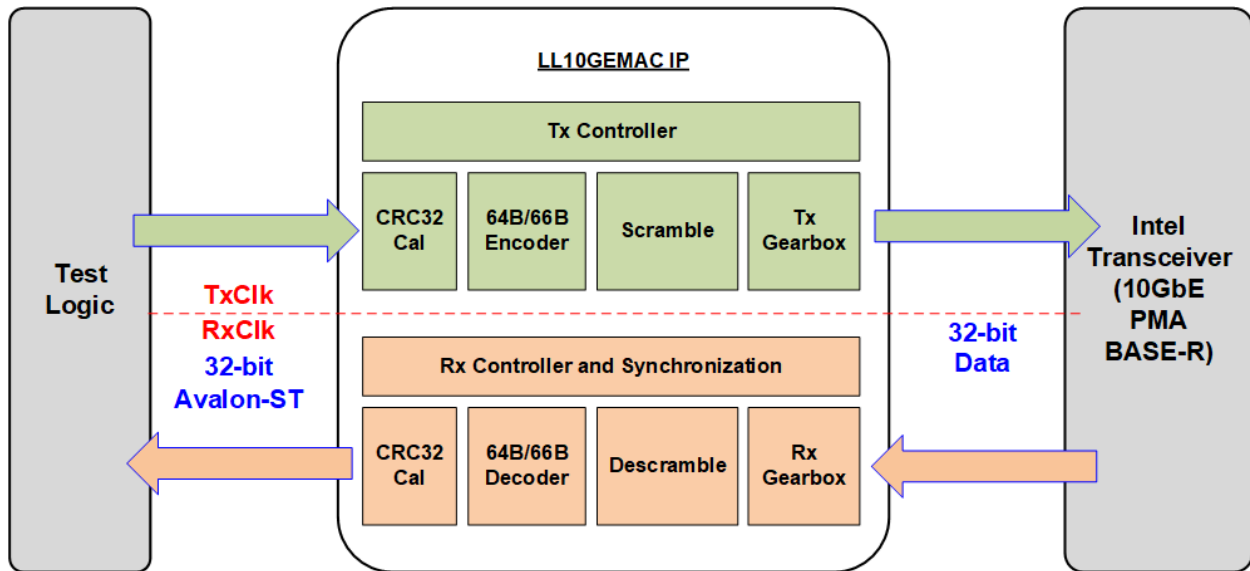 LL10GEMAC IP
Tx Controller
CRC32
Cal
64B/66B
Encoder
Scramble
Tx
Gearbox
Test
Logic
TxClk
RxClk
32-bit
Avalon-ST
Rx Controller and Synchronization
CRC32
Cal
64B/66B
Decoder
Descramble
Rx
Gearbox
32-bit
Data
Intel
Transceiver
(10GbE
PMA
BASE-R)